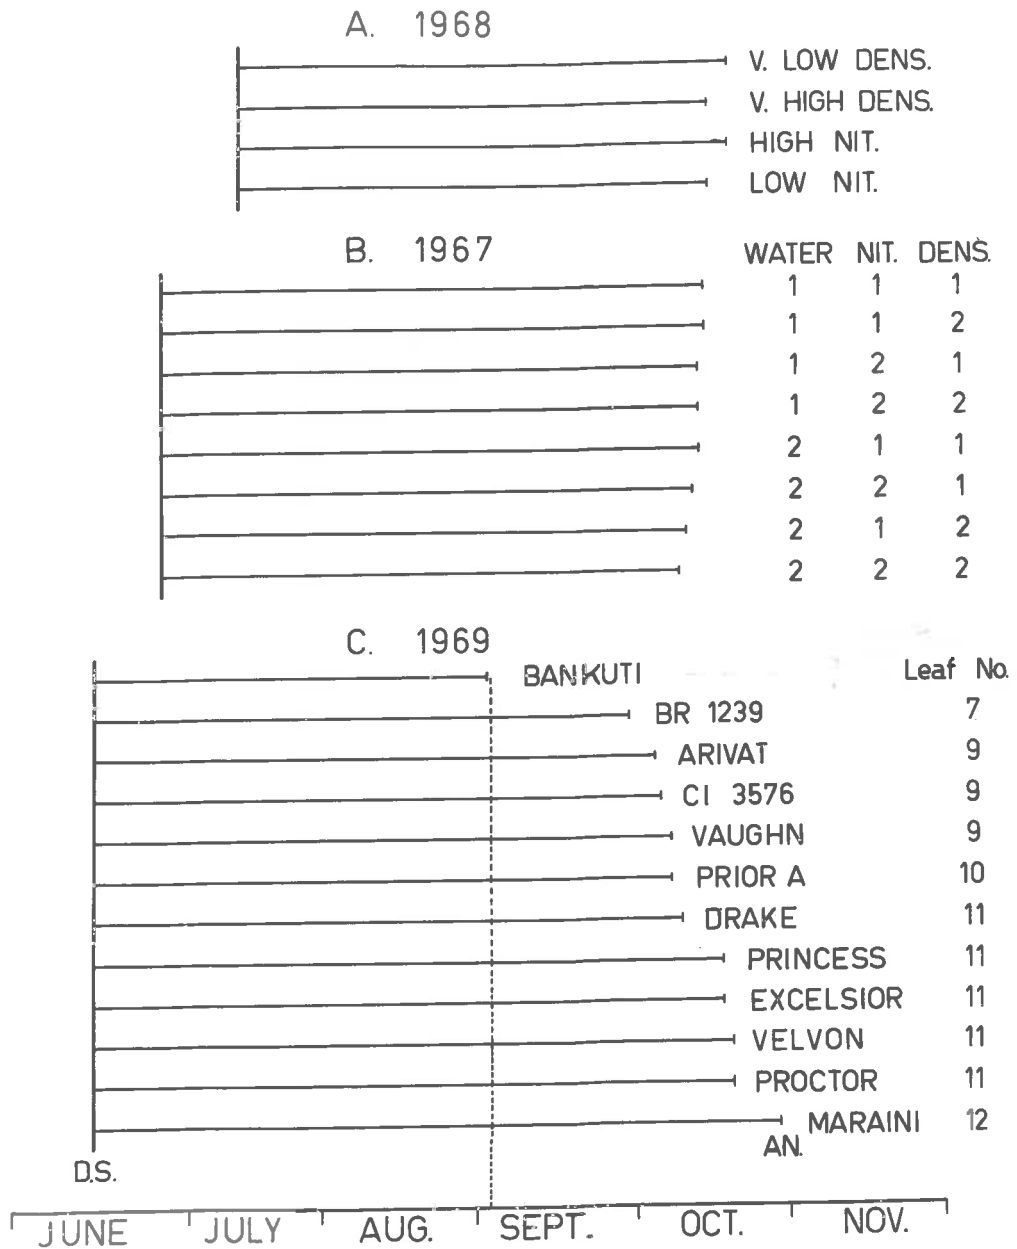 A. 1968
V. LOW DENS.
V. HIGH DENS.
HIGH NIT.
LOW NIT.
B. 1967
WATER NIT. DENS.
1 1 1
1 1 2
1 2 1
1 2 2
2 1 1
2 2 1
2 1 2
2 2 2
C. 1969
BANKUTI Leaf No.
BR 1239 7
ARIVAT 9
CI 3576 9
VAUGHN 9
PRIOR A 10
DRAKE 11
PRINCESS 11
EXCELSIOR 11
VELVON 11
PROCTOR 11
MARAINI 12
AN.
D.S.
JUNE JULY AUG. SEPT. OCT. NOV.